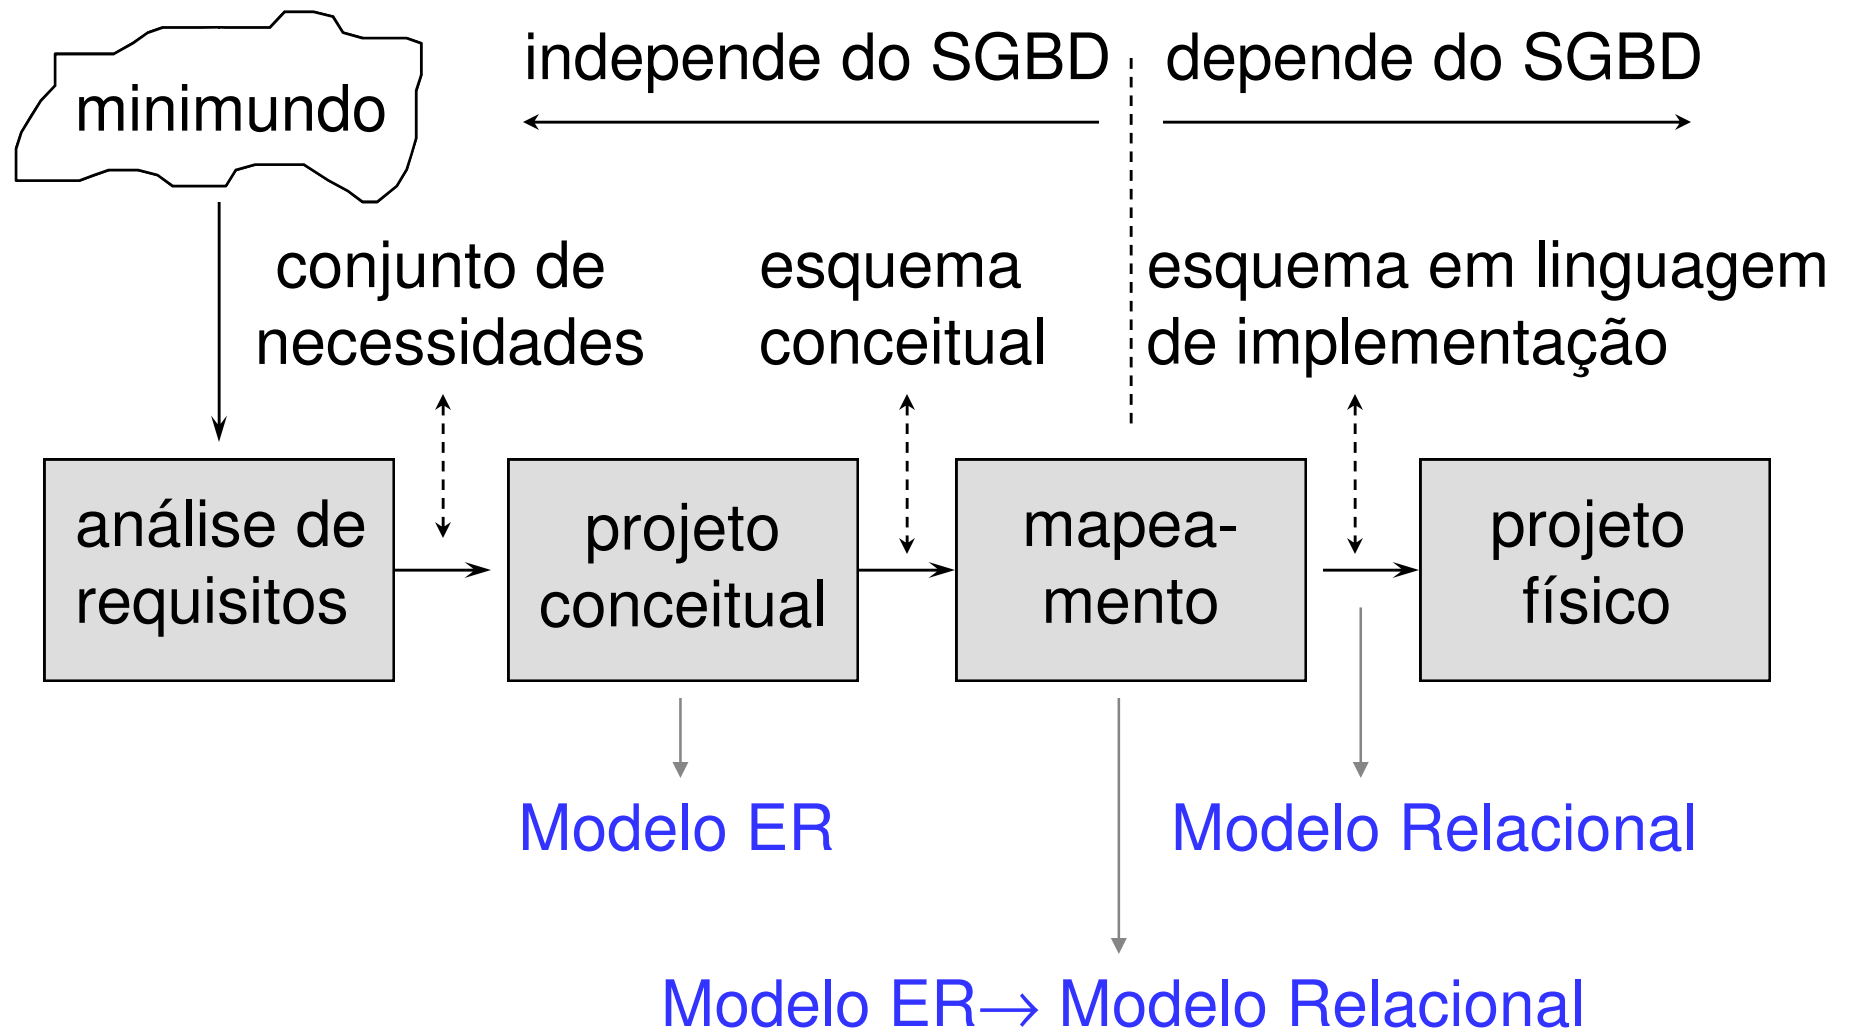 independe do SGBD
depende do SGBD
minimundo
conjunto de
necessidades
esquema
conceitual
esquema em linguagem
de implementação
análise de
requisitos
projeto
conceitual
mapea-
mento
projeto
físico
Modelo ER
Modelo Relacional
Modelo ER→ Modelo Relacional